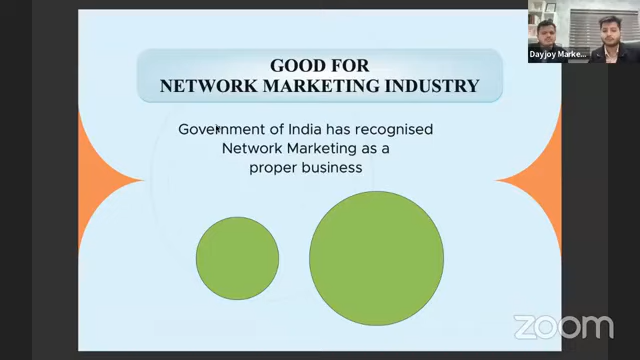 GOOD FOR
NETWORK MARKETING INDUSTRY
Government of India has recognised
Network Marketing as a
proper business
Dayjoy Marke...
zoom